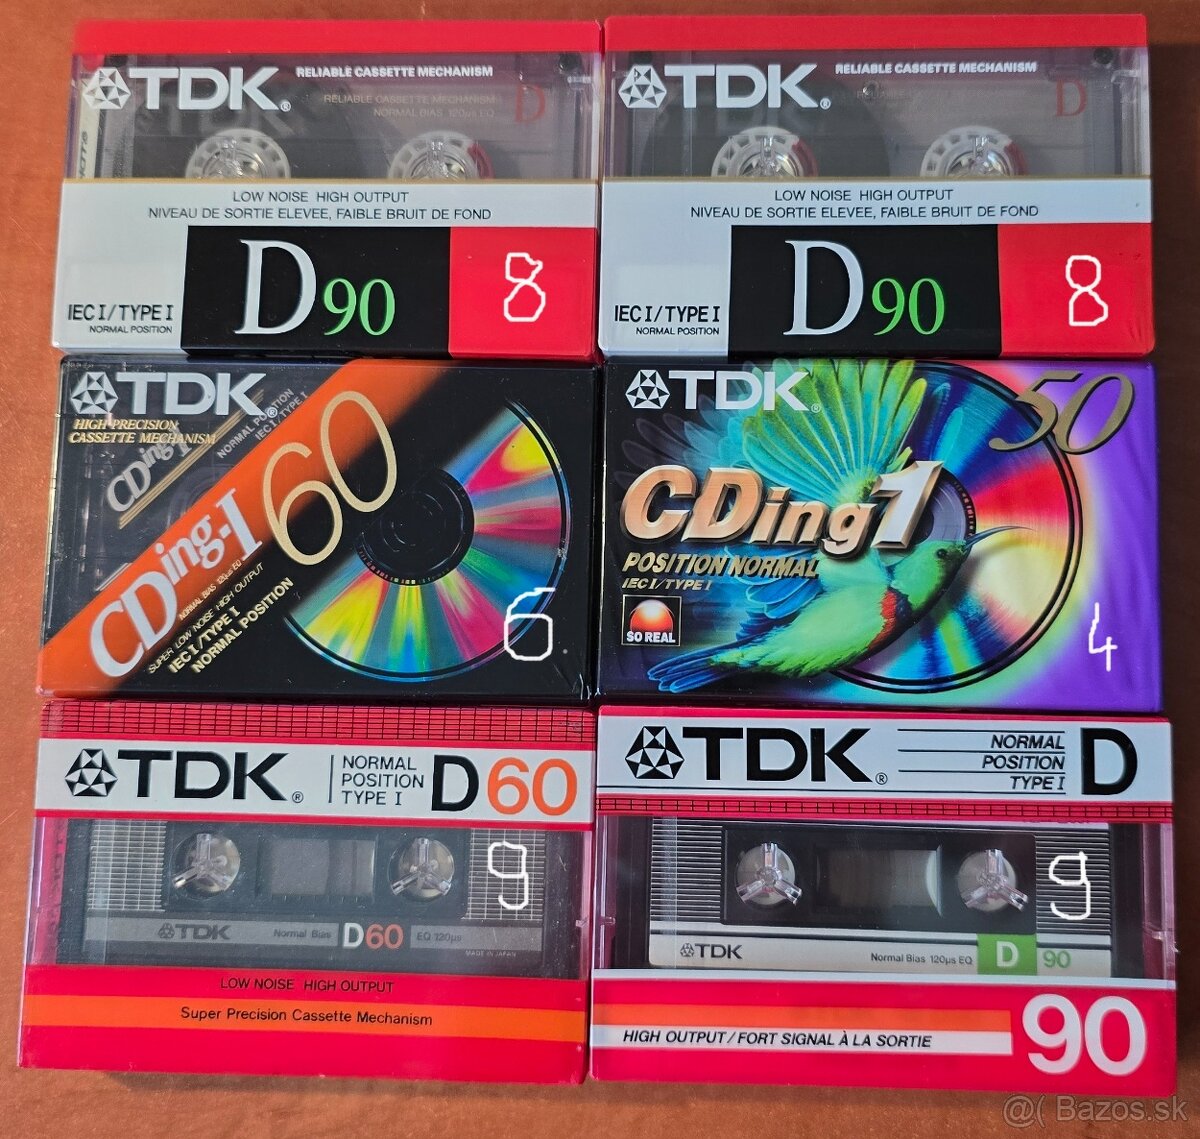 TDK® RELIABLE CASSETTE MECHANISM
RELIABLE CASSETTE MECHANISM D
NORMAL BIAS 120µs EQ
LOW NOISE HIGH OUTPUT
NIVEAU DE SORTIE ELEVEE, FAIBLE BRUIT DE FOND
IEC I/TYPE I
NORMAL POSITION
D90
8
TDK® RELIABLE CASSETTE MECHANISM
D
LOW NOISE HIGH OUTPUT
NIVEAU DE SORTIE ELEVEE, FAIBLE BRUIT DE FOND
IEC I/TYPE I
NORMAL POSITION
D90
8
TDK®
HIGH PRECISION
CASSETTE MECHANISM
NORMAL POSITION
IEC I/TYPE I
CDing-I
CDing-I 60
NORMAL BIAS 120µs EQ
SUPER LOW NOISE HIGH OUTPUT
IEC I/TYPE I
NORMAL POSITION
6
TDK®
50
CDing1
POSITION NORMAL
IEC I/TYPE I
SO REAL
4
TDK®
NORMAL
POSITION
TYPE I
D60
9
TDK Normal Bias D60 EQ 120µs
MADE IN JAPAN
LOW NOISE HIGH OUTPUT
Super Precision Cassette Mechanism
TDK®
NORMAL
POSITION
TYPE I
D
9
TDK Normal Bias 120µs EQ D 90
HIGH OUTPUT/FORT SIGNAL À LA SORTIE
90
@( Bazos.sk